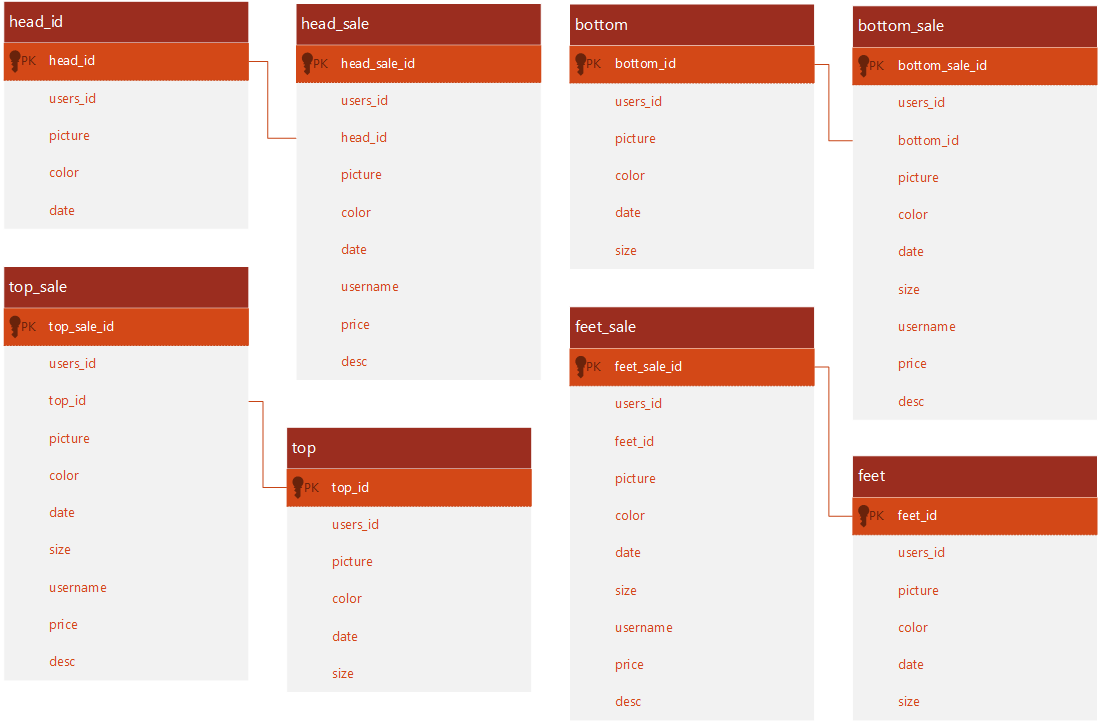 head_id
PK head_id
users_id
picture
color
date
head_sale
PK head_sale_id
users_id
head_id
picture
color
date
username
price
desc
bottom
PK bottom_id
users_id
picture
color
date
size
bottom_sale
PK bottom_sale_id
users_id
bottom_id
picture
color
date
size
username
price
desc
top_sale
PK top_sale_id
users_id
top_id
picture
color
date
size
username
price
desc
top
PK top_id
users_id
picture
color
date
size
feet_sale
PK feet_sale_id
users_id
feet_id
picture
color
date
size
username
price
desc
feet
PK feet_id
users_id
picture
color
date
size